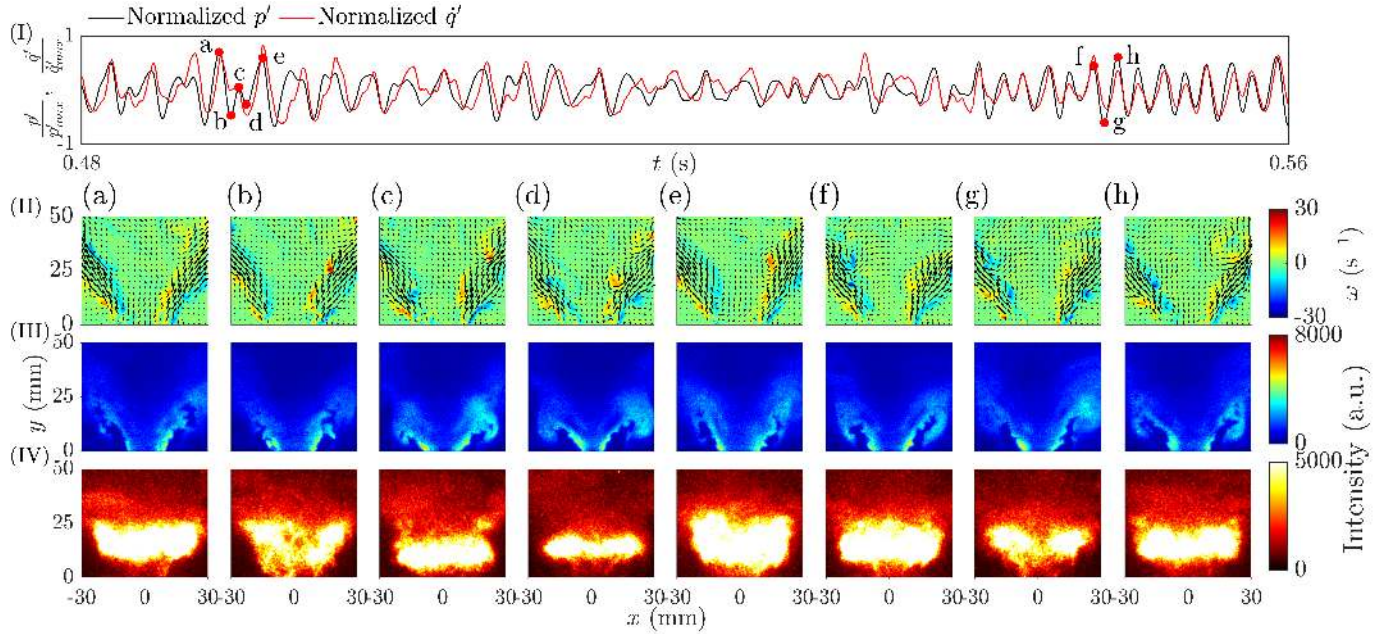 Normalized p′ Normalized q̇′
(I)
p′/p′max , q̇′/q̇′max
1
-1
a
b
c
d
e
f
g
h
0.48
t (s)
0.56
(a) (b) (c) (d) (e) (f) (g) (h)
(II)
50
25
0
30
0
-30
ω (s⁻¹)
(III)
50
25
0
y (mm)
8000
0
(IV)
50
25
0
5000
0
Intensity (a.u.)
-30 0 30-30 0 30-30 0 30-30 0 30-30 0 30-30 0 30-30 0 30-30 0 30
x (mm)